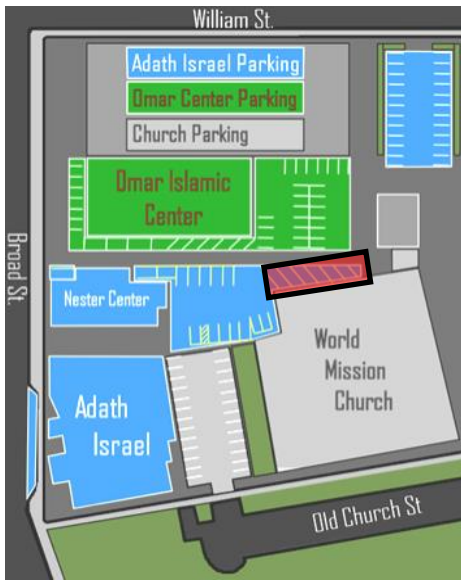 William St.
Adath Israel Parking
Omar Center Parking
Church Parking
Omar Islamic
Center
Broad St.
Nester Center
World
Mission
Church
Adath
Israel
Old Church St